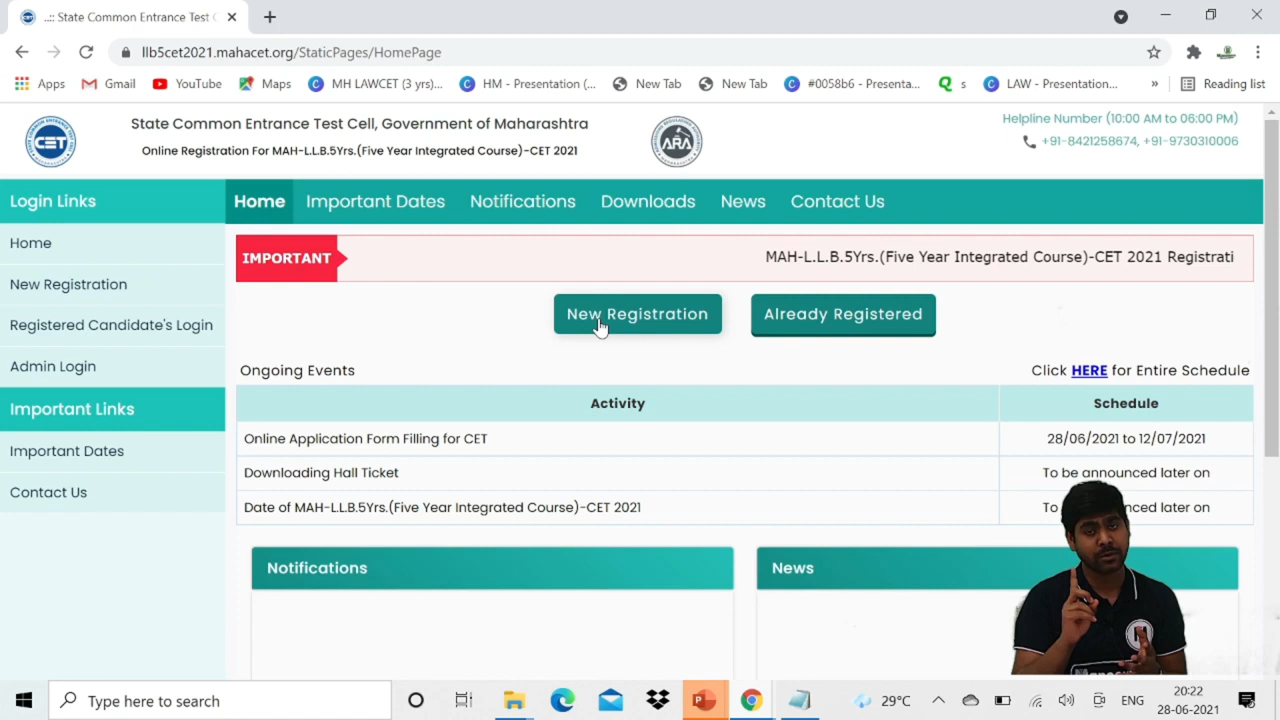 ..:: State Common Entrance Test C
llb5cet2021.mahacet.org/StaticPages/HomePage
Apps
Gmail
YouTube
Maps
MH LAWCET (3 yrs)...
HM - Presentation (...
New Tab
New Tab
#0058b6 - Presenta...
s
LAW - Presentation...
»
Reading list
CET
State Common Entrance Test Cell, Government of Maharashtra
Online Registration For MAH-L.L.B.5Yrs.(Five Year Integrated Course)-CET 2021
ARA
Helpline Number (10:00 AM to 06:00 PM)
+91-8421258674, +91-9730310006
Login Links
Home
New Registration
Registered Candidate's Login
Admin Login
Important Links
Important Dates
Contact Us
Home Important Dates Notifications Downloads News Contact Us
IMPORTANT
MAH-L.L.B.5Yrs.(Five Year Integrated Course)-CET 2021 Registrati
New Registration
Already Registered
Ongoing Events
Click HERE for Entire Schedule
Activity Schedule
Online Application Form Filling for CET 28/06/2021 to 12/07/2021
Downloading Hall Ticket To be announced later on
Date of MAH-L.L.B.5Yrs.(Five Year Integrated Course)-CET 2021 To unced later on
Notifications
News
Type here to search
29°C
ENG
20:22
28-06-2021